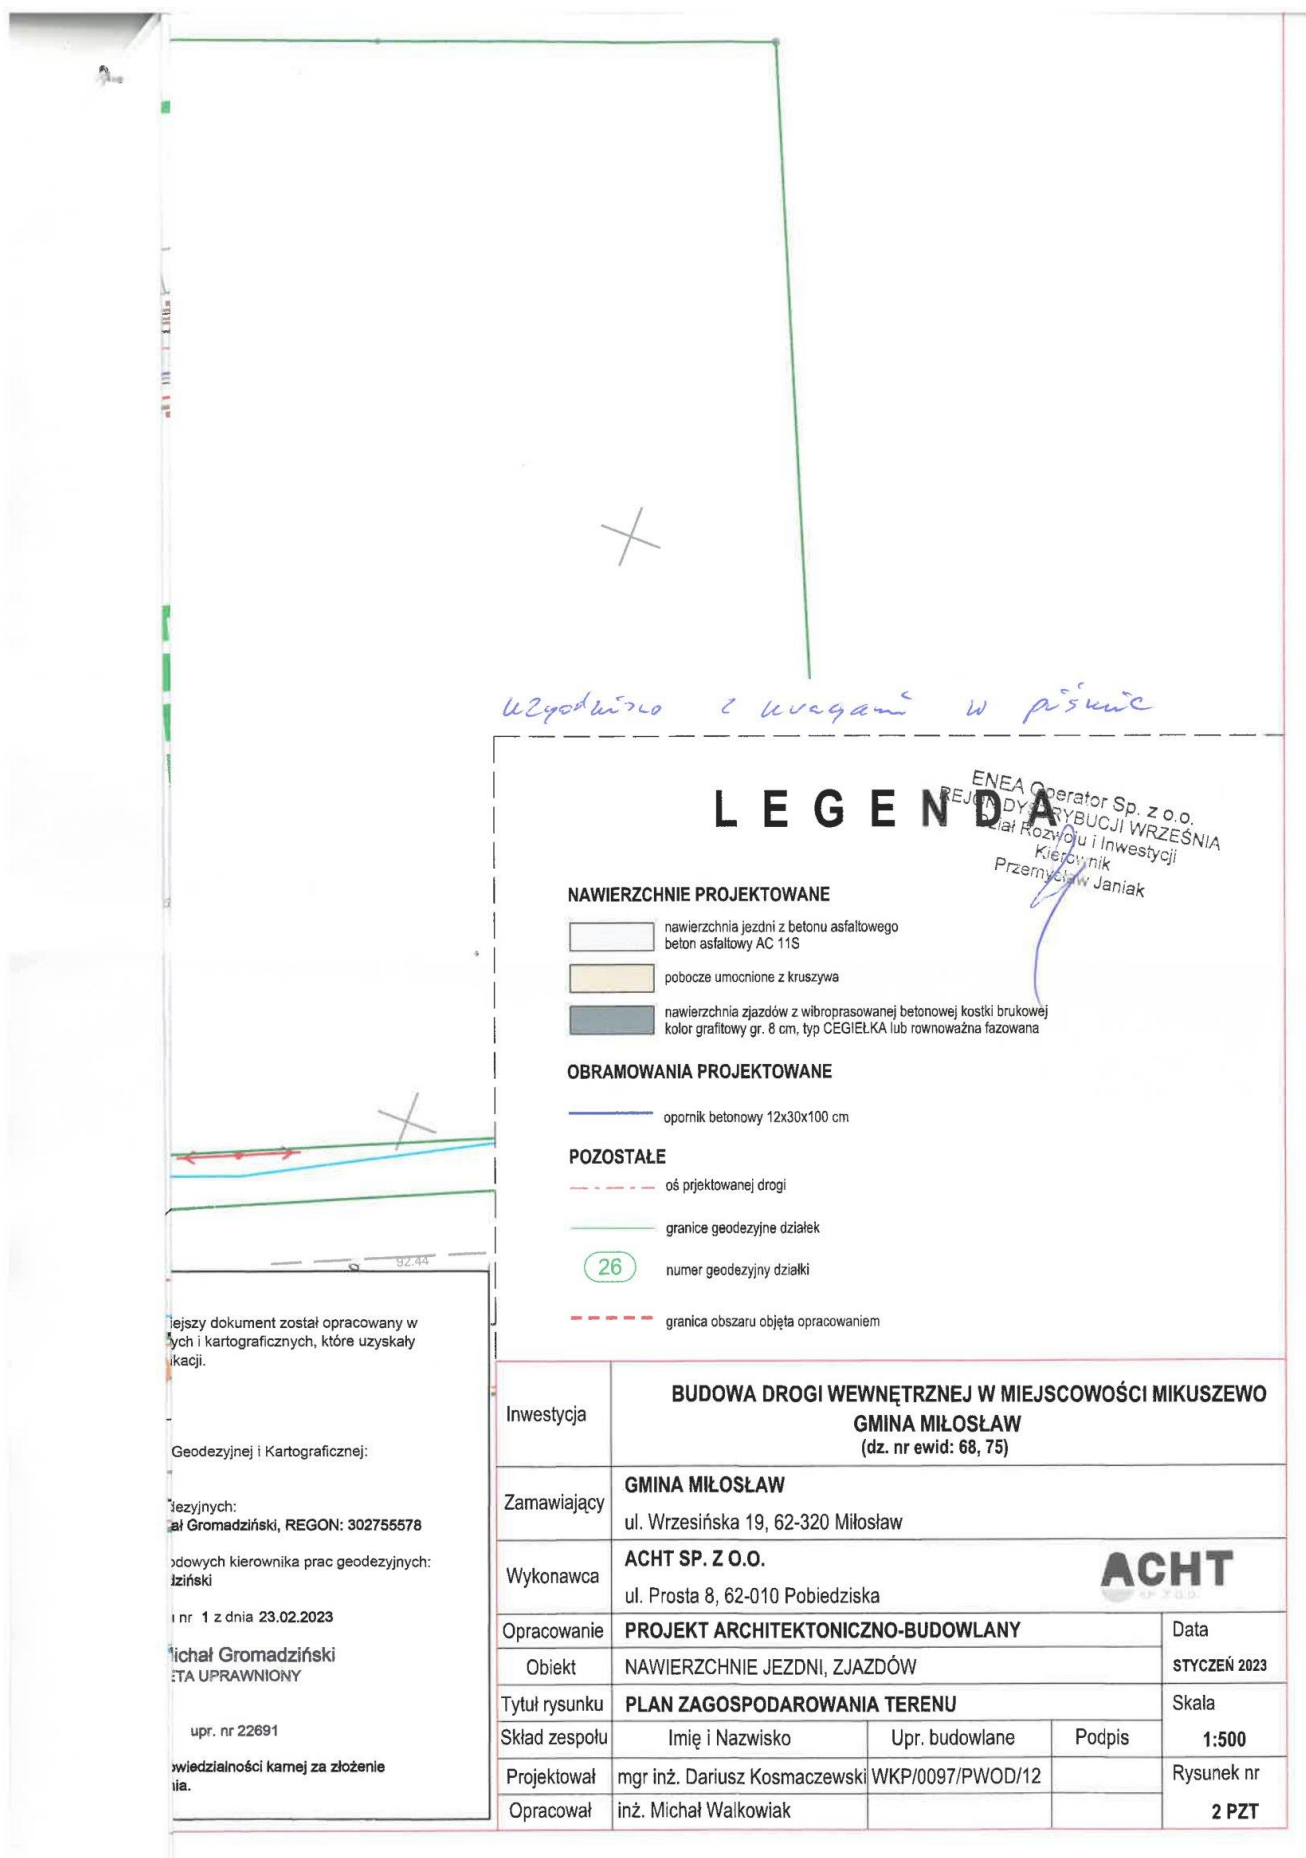 uzgodniono z uwagami w piśmie
LEGENDA
ENEA Operator Sp. z o.o.
REJON DYSTRYBUCJI WRZEŚNIA
Dział Rozwoju i Inwestycji
Kierownik
Przemysław Janiak
NAWIERZCHNIE PROJEKTOWANE
nawierzchnia jezdni z betonu asfaltowego
beton asfaltowy AC 11S
pobocze umocnione z kruszywa
nawierzchnia zjazdów z wibroprasowanej betonowej kostki brukowej
kolor grafitowy gr. 8 cm, typ CEGIEŁKA lub rownoważna fazowana
OBRAMOWANIA PROJEKTOWANE
opornik betonowy 12x30x100 cm
POZOSTAŁE
oś prjektowanej drogi
granice geodezyjne działek
26 numer geodezyjny działki
granica obszaru objęta opracowaniem
92.44
iejszy dokument został opracowany w
ych i kartograficznych, które uzyskały
ikacji.
Geodezyjnej i Kartograficznej:
dezyjnych:
ał Gromadziński, REGON: 302755578
odowych kierownika prac geodezyjnych:
dziński
nr 1 z dnia 23.02.2023
ichał Gromadziński
ETA UPRAWNIONY
upr. nr 22691
owiedzialności karnej za złożenie
nia.
Inwestycja
BUDOWA DROGI WEWNĘTRZNEJ W MIEJSCOWOŚCI MIKUSZEWO
GMINA MIŁOSŁAW
(dz. nr ewid: 68, 75)
Zamawiający
GMINA MIŁOSŁAW
ul. Wrzesińska 19, 62-320 Miłosław
Wykonawca
ACHT SP. Z O.O.
ul. Prosta 8, 62-010 Pobiedziska
ACHT
SP. Z O.O.
Opracowanie PROJEKT ARCHITEKTONICZNO-BUDOWLANY Data
Obiekt NAWIERZCHNIE JEZDNI, ZJAZDÓW STYCZEŃ 2023
Tytuł rysunku PLAN ZAGOSPODAROWANIA TERENU Skala
Skład zespołu Imię i Nazwisko Upr. budowlane Podpis 1:500
Projektował mgr inż. Dariusz Kosmaczewski WKP/0097/PWOD/12 Rysunek nr
Opracował inż. Michał Walkowiak 2 PZT